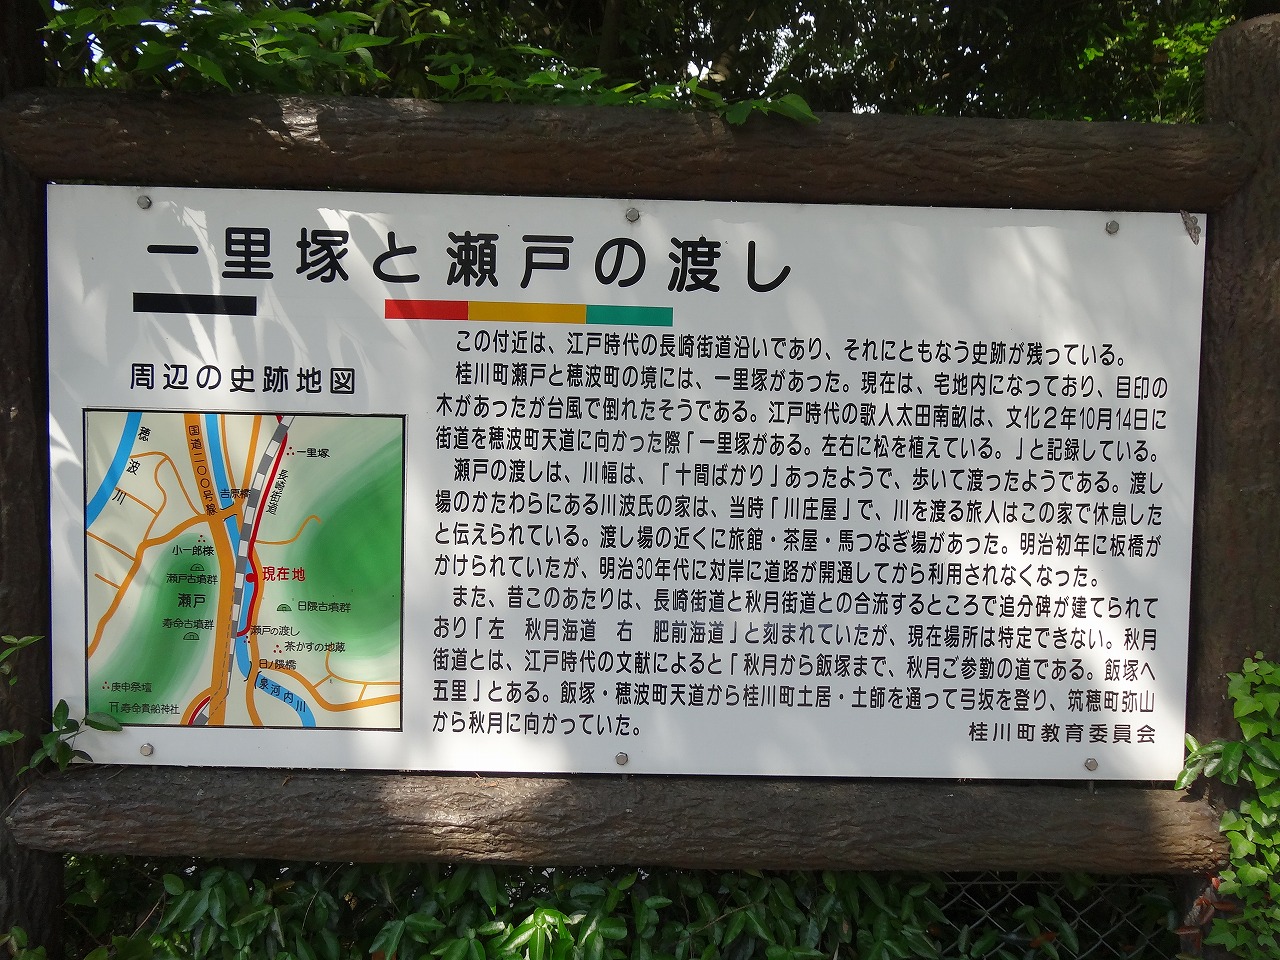 一里塚と瀬戸の渡し
周辺の史跡地図
穂波川
国道二〇〇号線
吉原橋
一里塚
長崎街道
小一郎様
瀬戸古墳群
現在地
瀬戸
日隈古墳群
寿命古墳群
瀬戸の渡し
茶かすの地蔵
日ノ隈橋
泉河内川
庚申祭壇
寿命貴船神社
この付近は、江戸時代の長崎街道沿いであり、それにともなう史跡が残っている。
桂川町瀬戸と穂波町の境には、一里塚があった。現在は、宅地内になっており、目印の
木があったが台風で倒れたそうである。江戸時代の歌人太田南畝は、文化2年10月14日に
街道を穂波町天道に向かった際「一里塚がある。左右に松を植えている。」と記録している。
瀬戸の渡しは、川幅は、「十間ばかり」あったようで、歩いて渡ったようである。渡し
場のかたわらにある川波氏の家は、当時「川庄屋」で、川を渡る旅人はこの家で休息した
と伝えられている。渡し場の近くに旅館・茶屋・馬つなぎ場があった。明治初年に板橋が
かけられていたが、明治30年代に対岸に道路が開通してから利用されなくなった。
また、昔このあたりは、長崎街道と秋月街道との合流するところで追分碑が建てられて
おり「左　秋月海道　右　肥前海道」と刻まれていたが、現在場所は特定できない。秋月
街道とは、江戸時代の文献によると「秋月から飯塚まで、秋月ご参勤の道である。飯塚へ
五里」とある。飯塚・穂波町天道から桂川町土居・土師を通って弓坂を登り、筑穂町弥山
から秋月に向かっていた。
桂川町教育委員会